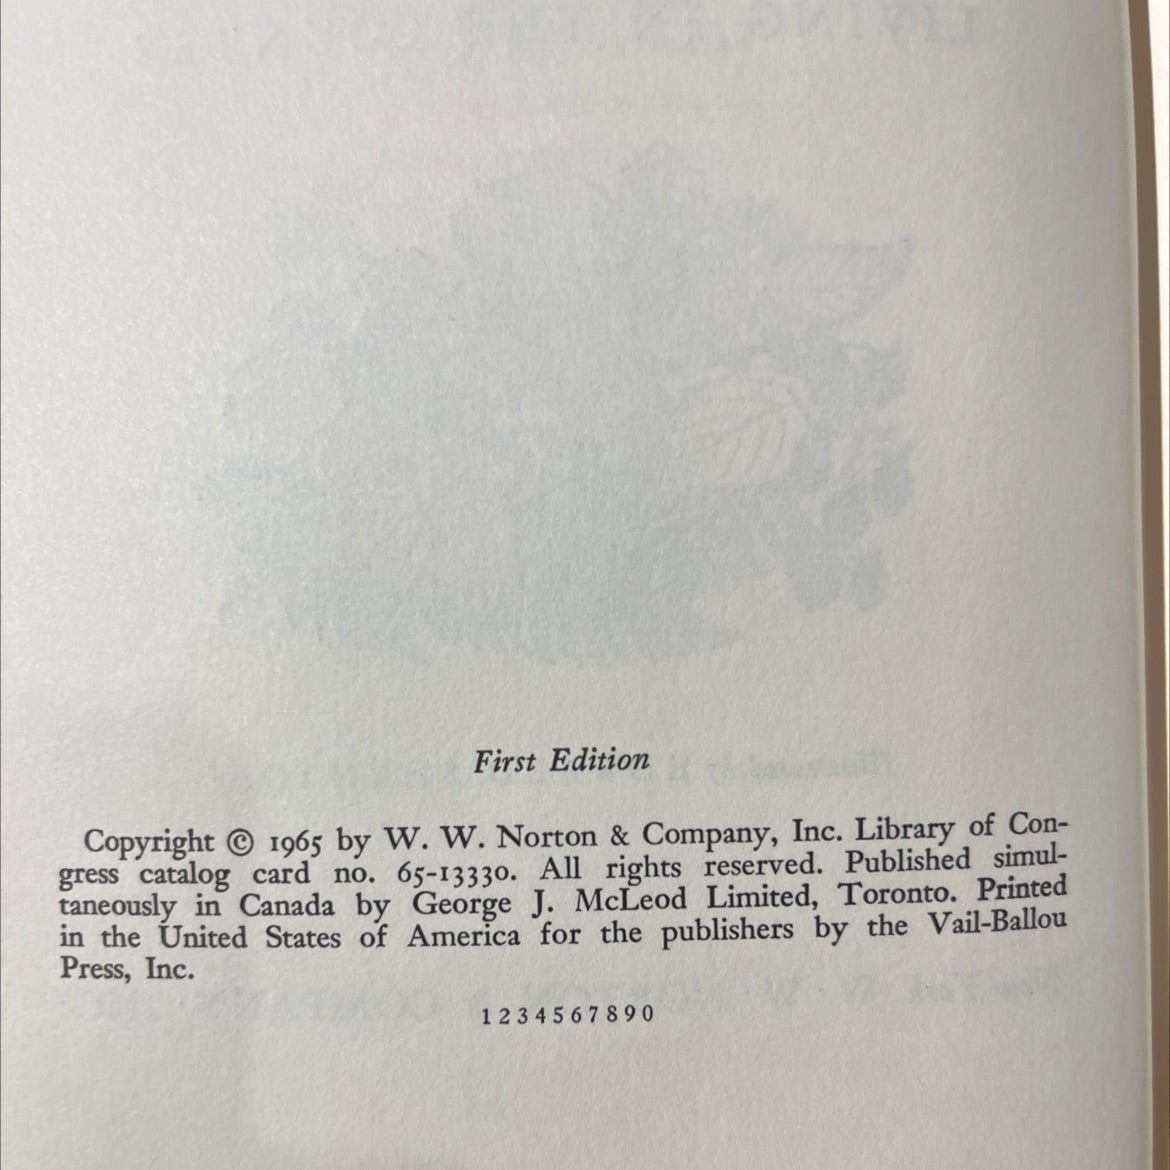 First Edition
Copyright © 1965 by W. W. Norton & Company, Inc. Library of Con-
gress catalog card no. 65-13330. All rights reserved. Published simul-
taneously in Canada by George J. McLeod Limited, Toronto. Printed
in the United States of America for the publishers by the Vail-Ballou
Press, Inc.
1 2 3 4 5 6 7 8 9 0